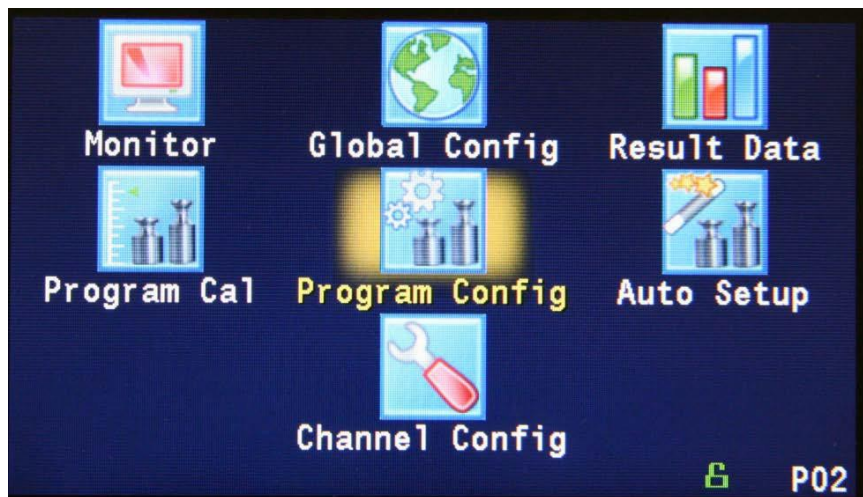 Monitor
Global Config
Result Data
Program Cal
Program Config
Auto Setup
Channel Config
P02